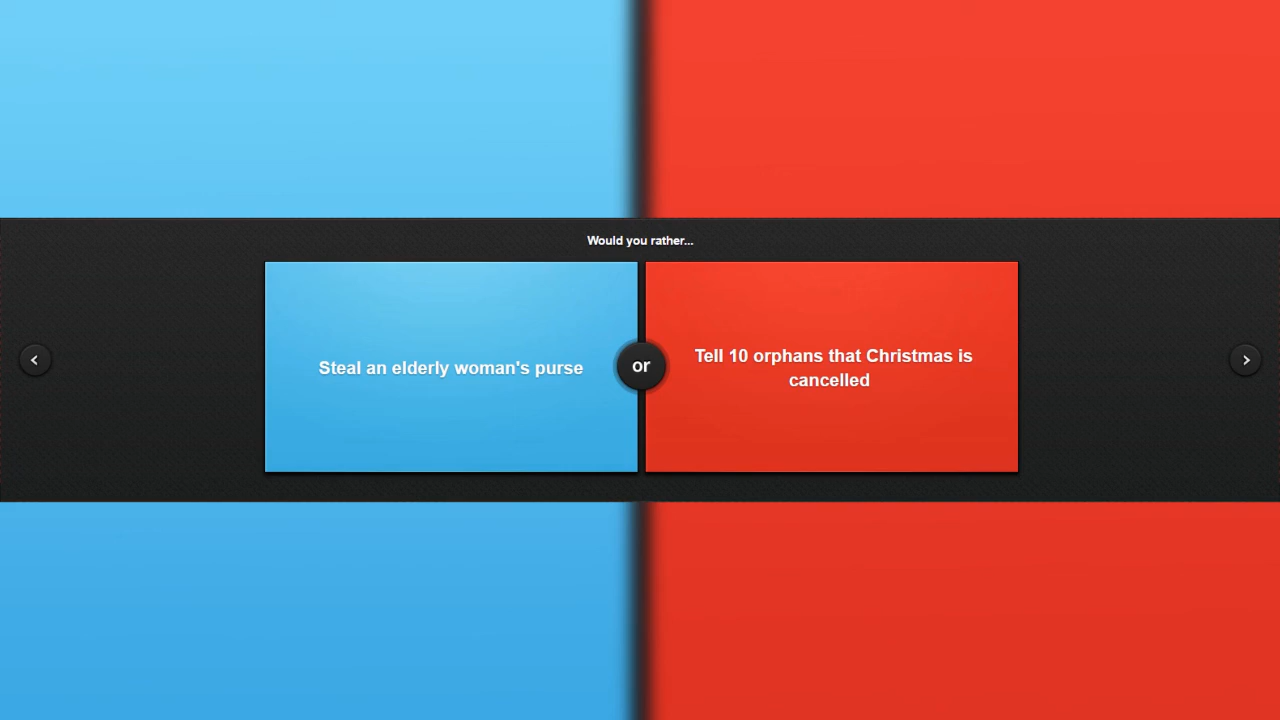 Would you rather...
Steal an elderly woman's purse
or
Tell 10 orphans that Christmas is
cancelled